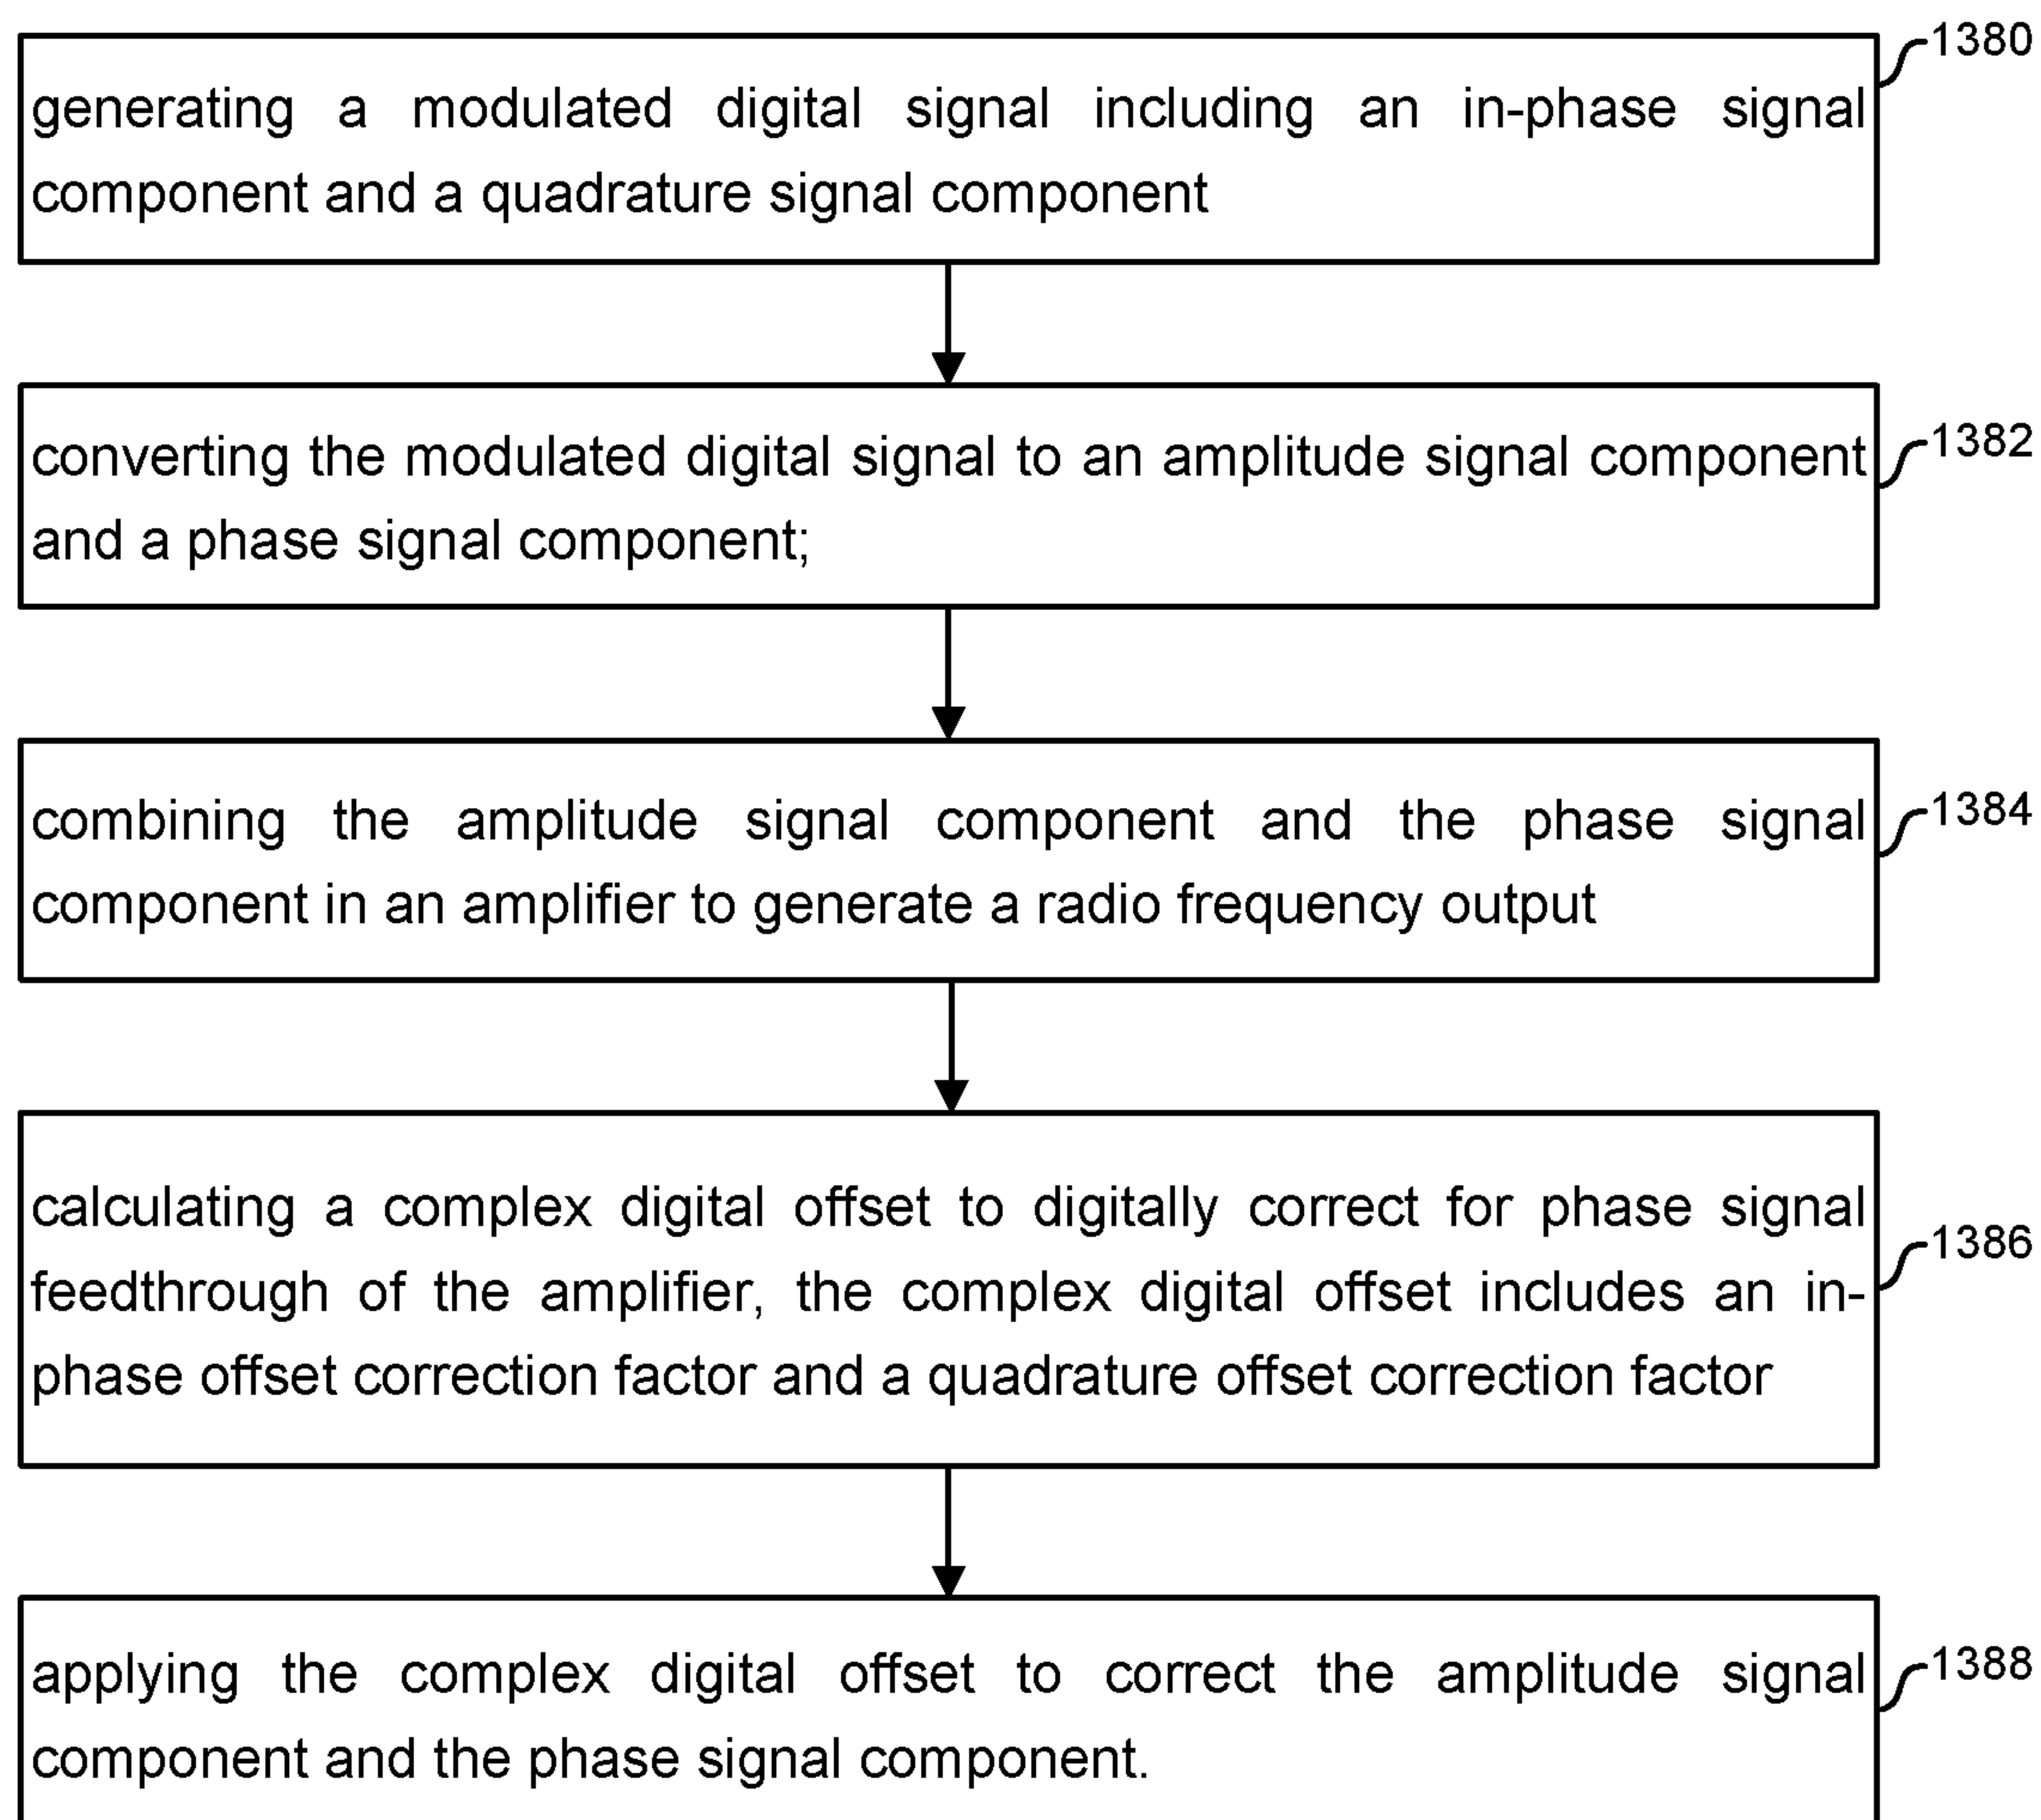 1380
generating a modulated digital signal including an in-phase signal
component and a quadrature signal component
1382
converting the modulated digital signal to an amplitude signal component
and a phase signal component;
1384
combining the amplitude signal component and the phase signal
component in an amplifier to generate a radio frequency output
1386
calculating a complex digital offset to digitally correct for phase signal
feedthrough of the amplifier, the complex digital offset includes an in-
phase offset correction factor and a quadrature offset correction factor
1388
applying the complex digital offset to correct the amplitude signal
component and the phase signal component.